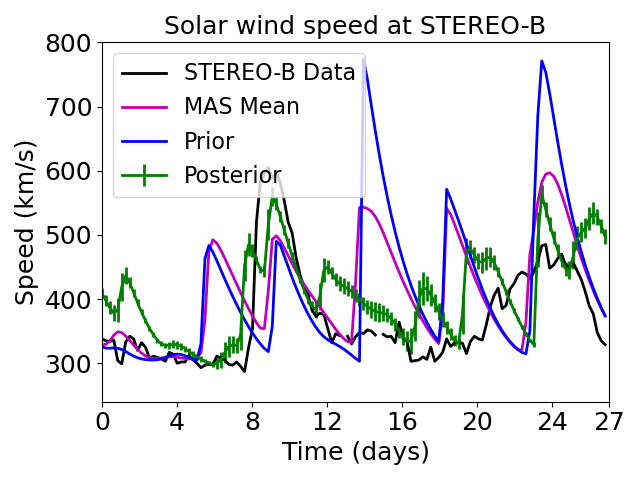 Solar wind speed at STEREO-B
800
700
600
500
400
300
Speed (km/s)
STEREO-B Data
MAS Mean
Prior
Posterior
0 4 8 12 16 20 24 27
Time (days)